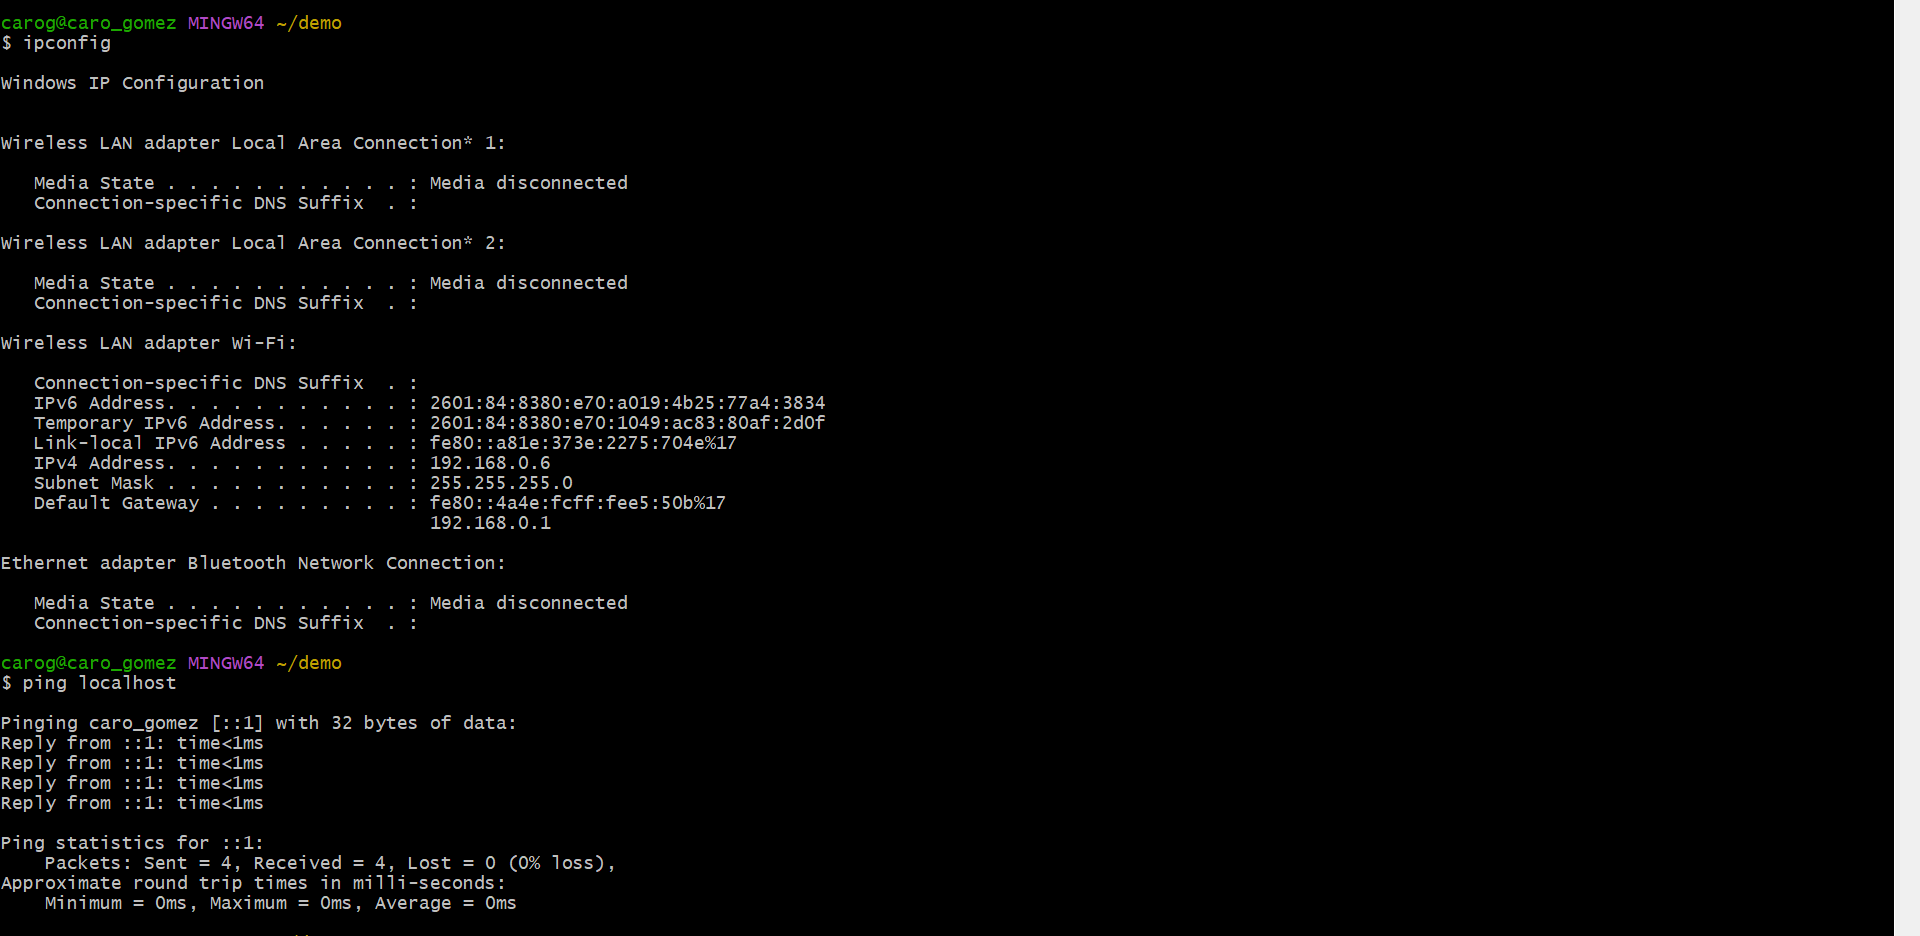 carog@caro_gomez MINGW64 ~/demo
$ ipconfig
Windows IP Configuration
Wireless LAN adapter Local Area Connection* 1:
   Media State . . . . . . . . . . . : Media disconnected
   Connection-specific DNS Suffix  . :
Wireless LAN adapter Local Area Connection* 2:
   Media State . . . . . . . . . . . : Media disconnected
   Connection-specific DNS Suffix  . :
Wireless LAN adapter Wi-Fi:
   Connection-specific DNS Suffix  . :
   IPv6 Address. . . . . . . . . . . : 2601:84:8380:e70:a019:4b25:77a4:3834
   Temporary IPv6 Address. . . . . . : 2601:84:8380:e70:1049:ac83:80af:2d0f
   Link-local IPv6 Address . . . . . : fe80::a81e:373e:2275:704e%17
   IPv4 Address. . . . . . . . . . . : 192.168.0.6
   Subnet Mask . . . . . . . . . . . : 255.255.255.0
   Default Gateway . . . . . . . . . : fe80::4a4e:fcff:fee5:50b%17
                                       192.168.0.1
Ethernet adapter Bluetooth Network Connection:
   Media State . . . . . . . . . . . : Media disconnected
   Connection-specific DNS Suffix  . :
carog@caro_gomez MINGW64 ~/demo
$ ping localhost
Pinging caro_gomez [::1] with 32 bytes of data:
Reply from ::1: time<1ms
Reply from ::1: time<1ms
Reply from ::1: time<1ms
Reply from ::1: time<1ms
Ping statistics for ::1:
    Packets: Sent = 4, Received = 4, Lost = 0 (0% loss),
Approximate round trip times in milli-seconds:
    Minimum = 0ms, Maximum = 0ms, Average = 0ms